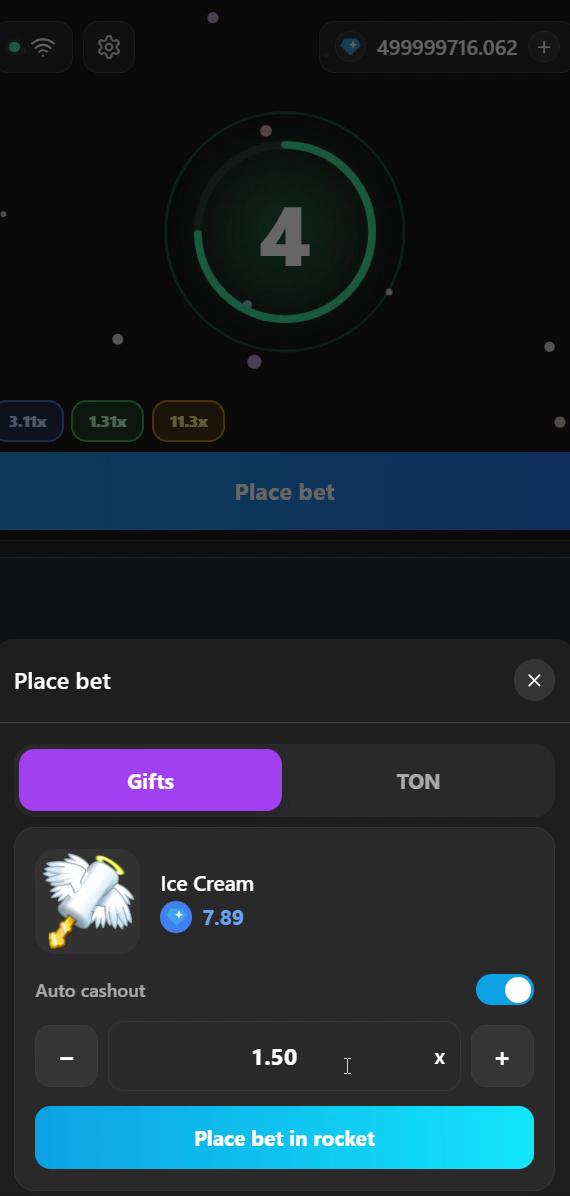 499999716.062 +
4
3.11x 1.31x 11.3x
Place bet
Place bet
Gifts TON
Ice Cream
7.89
Auto cashout
− 1.50 x +
Place bet in rocket